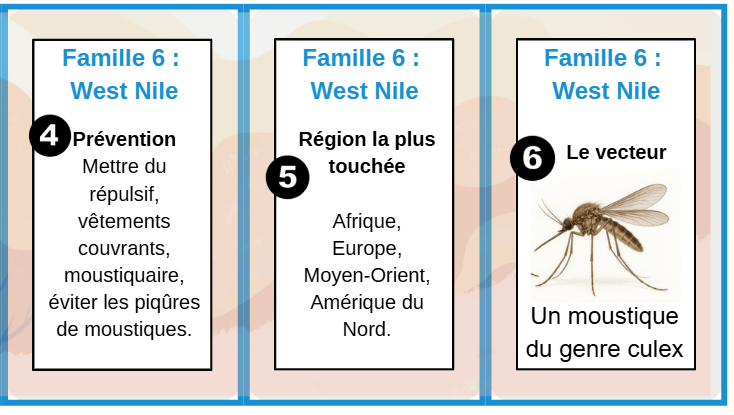 Famille 6 :
West Nile
4
Prévention
Mettre du
répulsif,
vêtements
couvrants,
moustiquaire,
éviter les piqûres
de moustiques.
Famille 6 :
West Nile
5
Région la plus
touchée
Afrique,
Europe,
Moyen-Orient,
Amérique du
Nord.
Famille 6 :
West Nile
6
Le vecteur
Un moustique
du genre culex